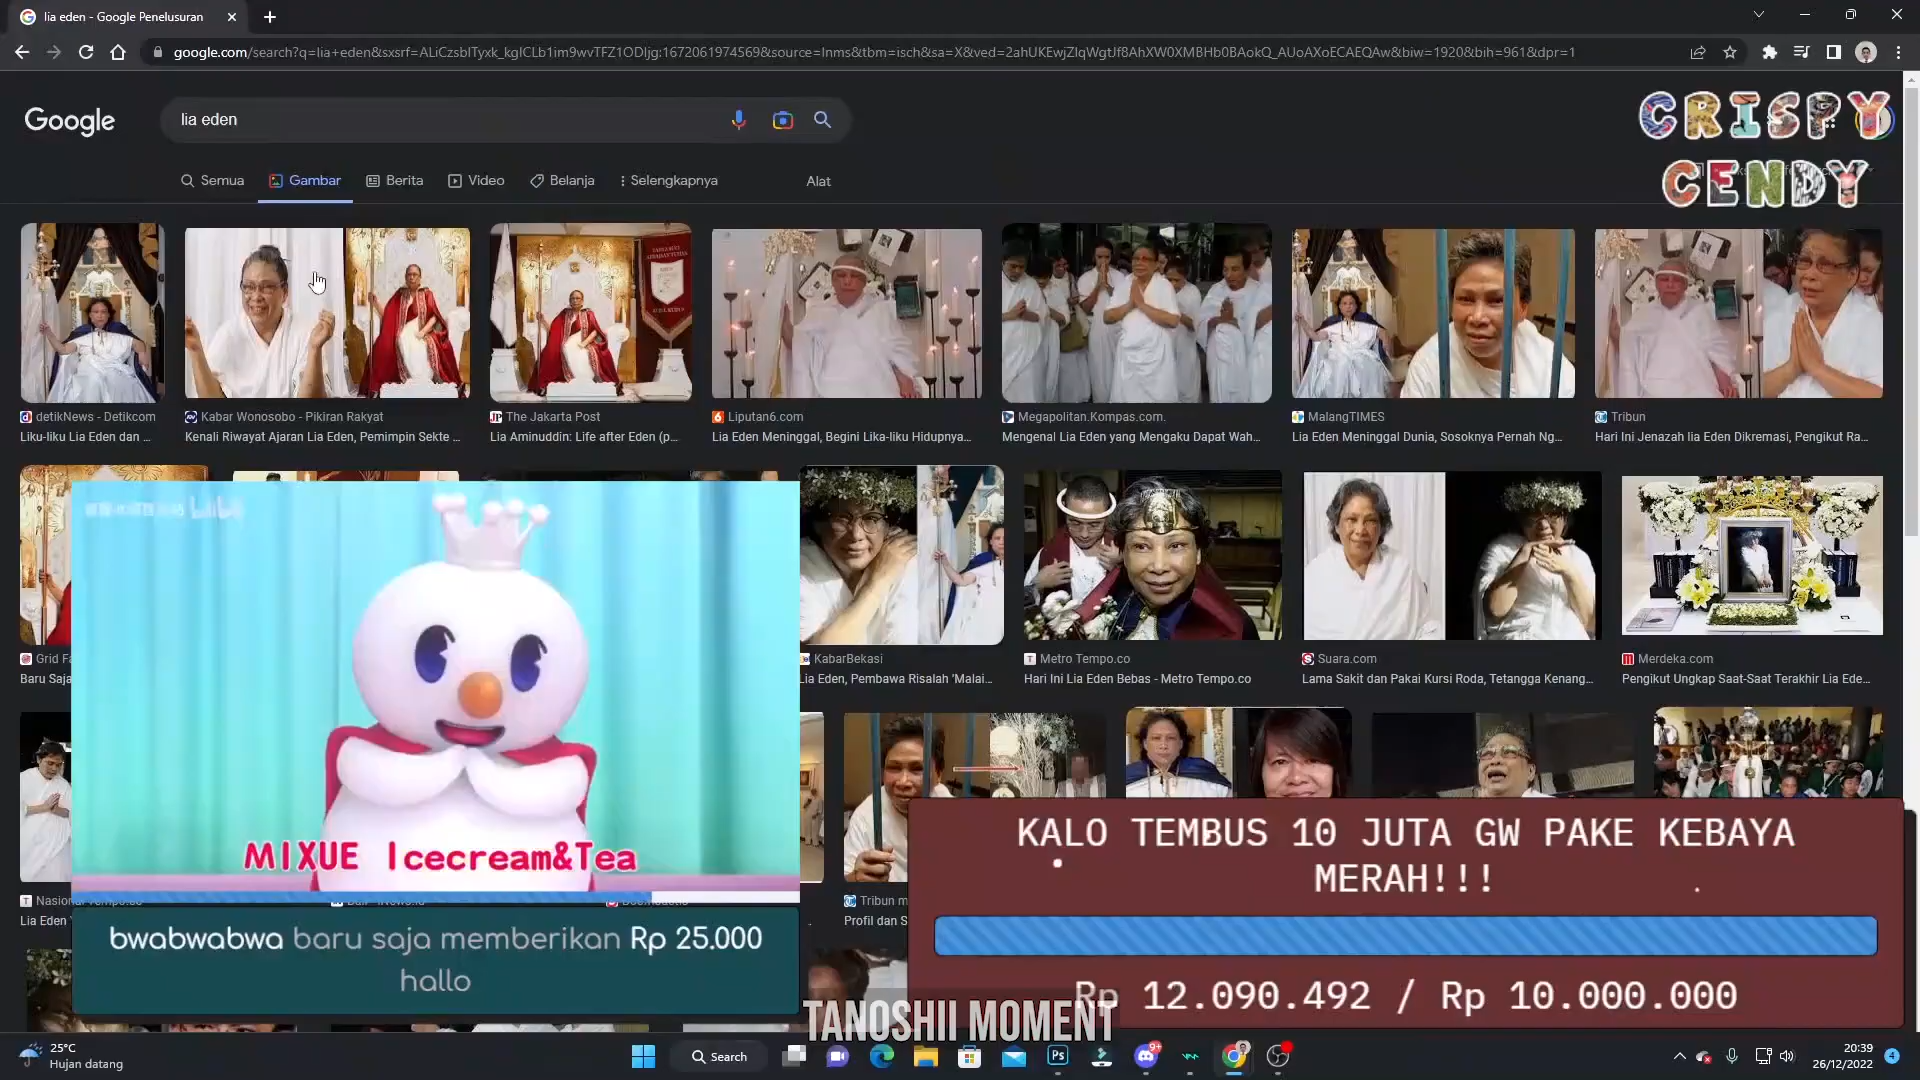 lia eden - Google Penelusuran
google.com/search?q=lia+eden&sxsrf=ALiCzsbITyxk_kglCLb1im9wvTFZ1ODljg:1672061974569&source=lnms&tbm=isch&sa=X&ved=2ahUKEwjZlqWgtJf8AhXW0XMBHb0BAokQ_AUoAXoECAEQAw&biw=1920&bih=961&dpr=1
Google
lia eden
CRISPY
CENDY
Semua
Gambar
Berita
Video
Belanja
Selengkapnya
Alat
detikNews - Detikcom
Liku-liku Lia Eden dan ...
Kabar Wonosobo - Pikiran Rakyat
Kenali Riwayat Ajaran Lia Eden, Pemimpin Sekte ...
The Jakarta Post
Lia Aminuddin: Life after Eden (p...
Liputan6.com
Lia Eden Meninggal, Begini Lika-liku Hidupnya...
Megapolitan.Kompas.com.
Mengenal Lia Eden yang Mengaku Dapat Wah...
MalangTIMES
Lia Eden Meninggal Dunia, Sosoknya Pernah Ng...
Tribun
Hari Ini Jenazah lia Eden Dikremasi, Pengikut Ra...
Grid
Baru Saja
KabarBekasi
Lia Eden, Pembawa Risalah 'Malai...
Metro Tempo.co
Hari Ini Lia Eden Bebas - Metro Tempo.co
Suara.com
Lama Sakit dan Pakai Kursi Roda, Tetangga Kenang...
Merdeka.com
Pengikut Ungkap Saat-Saat Terakhir Lia Ede...
MIXUE Icecream&Tea
Lia Eden
Tribun
Profil dan S
bwabwabwa baru saja memberikan Rp 25.000
hallo
KALO TEMBUS 10 JUTA GW PAKE KEBAYA
MERAH!!!
Rp 12.090.492 / Rp 10.000.000
TANOSHII MOMENT
25°C
Hujan datang
Search
Ps
9+
20:39
26/12/2022
4